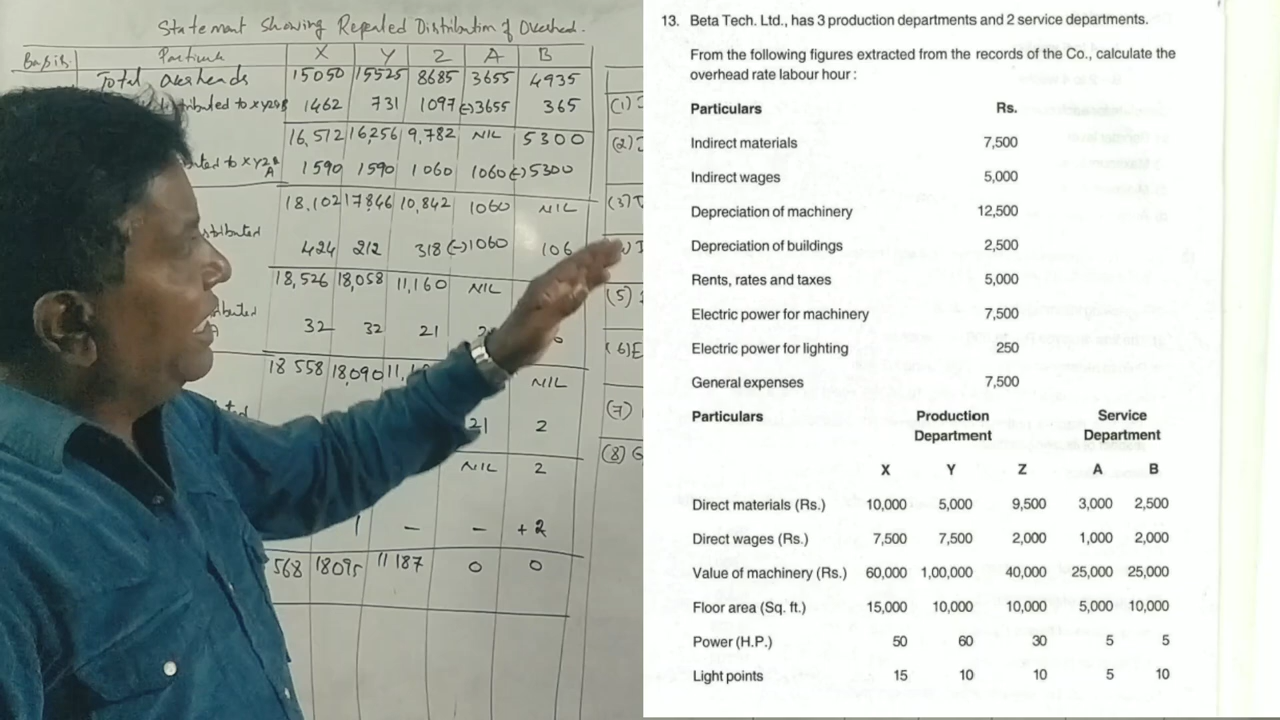 Statement Showing Repeated Distribution of Overhead.
Basis Particuls X Y Z A B
Total Overheads 15050 15525 8685 3655 4935
tributed to XYZ&B 1462 731 1097 (-)3655 365
16,512 16,256 9,782 NIL 5300
buted to XYZ& A 1590 1590 1060 1060 (-)5300
18,102 17,846 10,842 1060 NIL
stributed 424 212 318 (-)1060 106
18,526 18,058 11,160 NIL
tributed 32 32 21
18558 18,090 11, NIL
21 2
NIL 2
1 - - +2
568 18095 11187 0 0
(1)
(2)
(3)
(5)
(6)
(7)
(8) G
13. Beta Tech. Ltd., has 3 production departments and 2 service departments.
From the following figures extracted from the records of the Co., calculate the
overhead rate labour hour :
Particulars Rs.
Indirect materials 7,500
Indirect wages 5,000
Depreciation of machinery 12,500
Depreciation of buildings 2,500
Rents, rates and taxes 5,000
Electric power for machinery 7,500
Electric power for lighting 250
General expenses 7,500
Particulars Production Service
Department Department
X Y Z A B
Direct materials (Rs.) 10,000 5,000 9,500 3,000 2,500
Direct wages (Rs.) 7,500 7,500 2,000 1,000 2,000
Value of machinery (Rs.) 60,000 1,00,000 40,000 25,000 25,000
Floor area (Sq. ft.) 15,000 10,000 10,000 5,000 10,000
Power (H.P.) 50 60 30 5 5
Light points 15 10 10 5 10